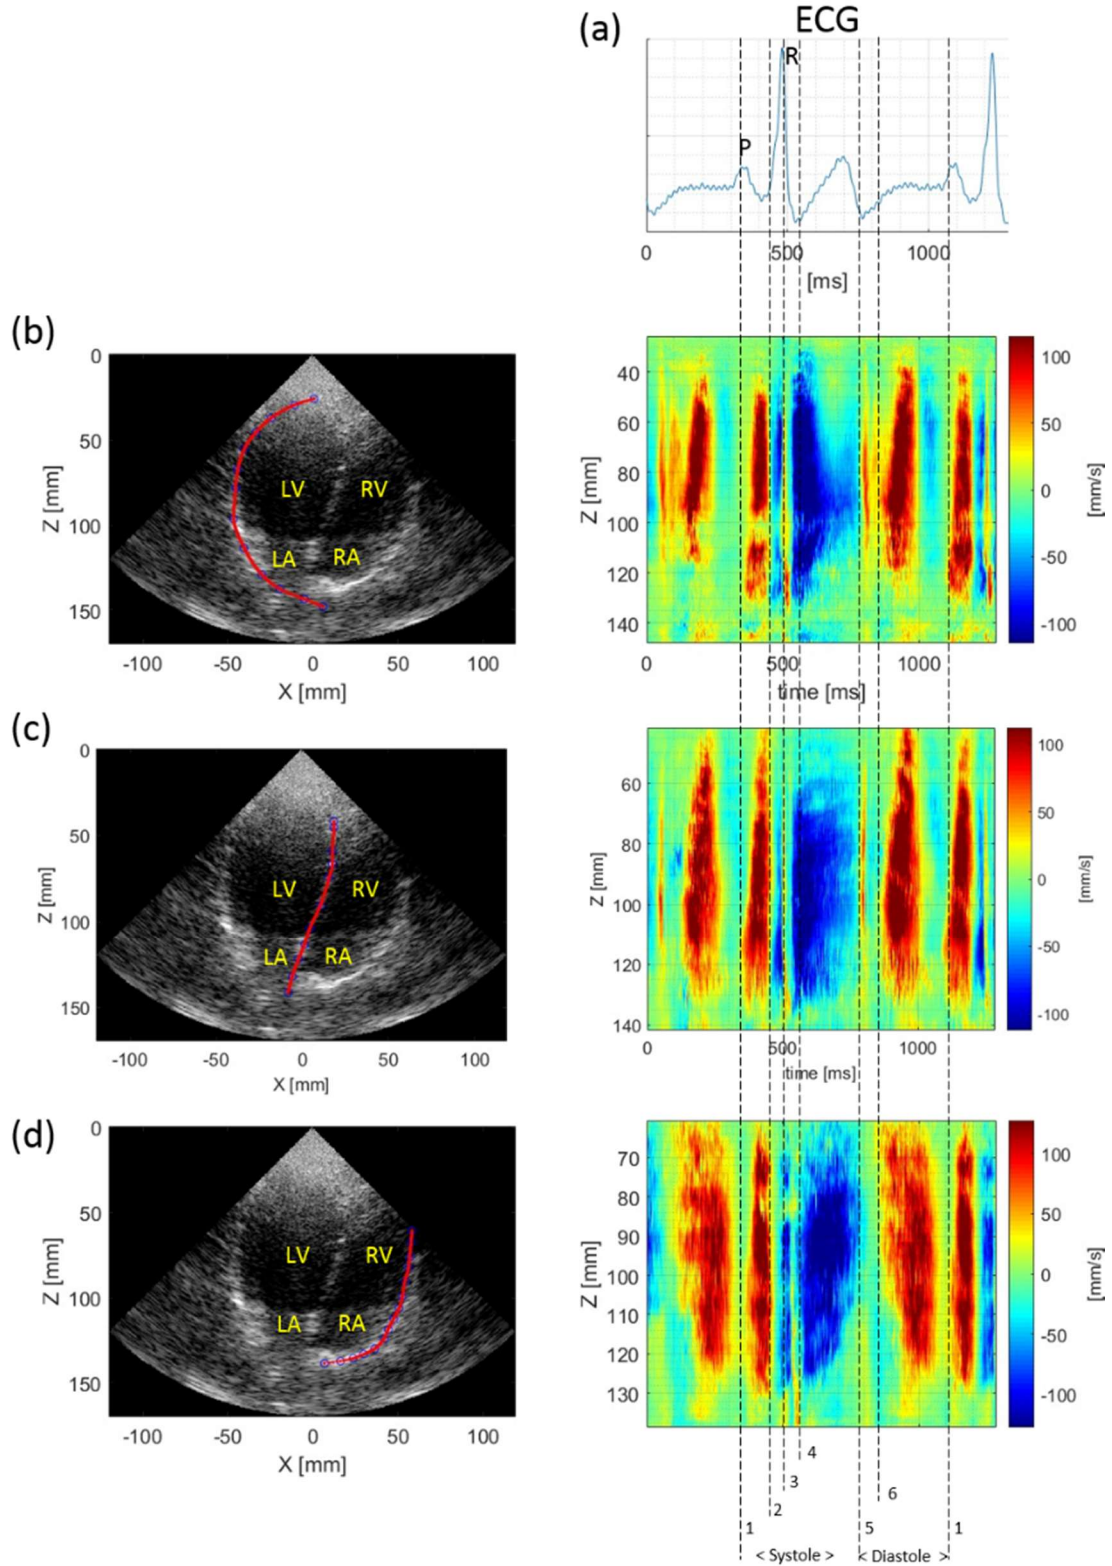 (a)
ECG
R
P
0 500 1000
[ms]
(b)
0
50
100
150
Z [mm]
LV RV
LA RA
-100 -50 0 50 100
X [mm]
40
60
80
100
120
140
Z [mm]
0 500 1000
time [ms]
100
50
0
-50
-100
[mm/s]
(c)
0
50
100
150
Z [mm]
LV RV
LA RA
-100 -50 0 50 100
X [mm]
60
80
100
120
140
Z [mm]
0 500 1000
time [ms]
100
50
0
-50
-100
[mm/s]
(d)
0
50
100
150
Z [mm]
LV RV
LA RA
-100 -50 0 50 100
X [mm]
70
80
90
100
110
120
130
Z [mm]
100
50
0
-50
-100
[mm/s]
4
3
6
2
1 5 1
< Systole > < Diastole >